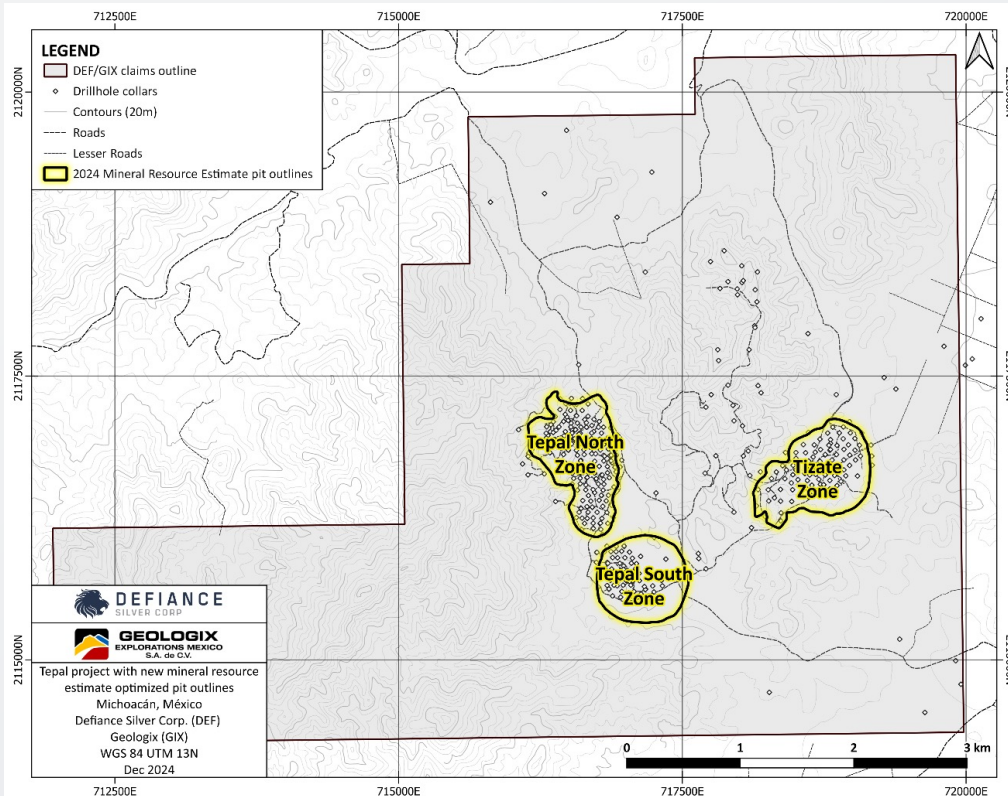 712500E
715000E
717500E
720000E
LEGEND
DEF/GIX claims outline
Drillhole collars
Contours (20m)
Roads
Lesser Roads
2024 Mineral Resource Estimate pit outlines
2120000N
2117500N
2115000N
Tepal North
Zone
Tizate
Zone
Tepal South
Zone
DEFIANCE
SILVER CORP
GEOLOGIX
EXPLORATIONS MEXICO
S.A. de C.V.
Tepal project with new mineral resource
estimate optimized pit outlines
Michoacán, México
Defiance Silver Corp. (DEF)
Geologix (GIX)
WGS 84 UTM 13N
Dec 2024
0 1 2 3 km
712500E
715000E
717500E
720000E